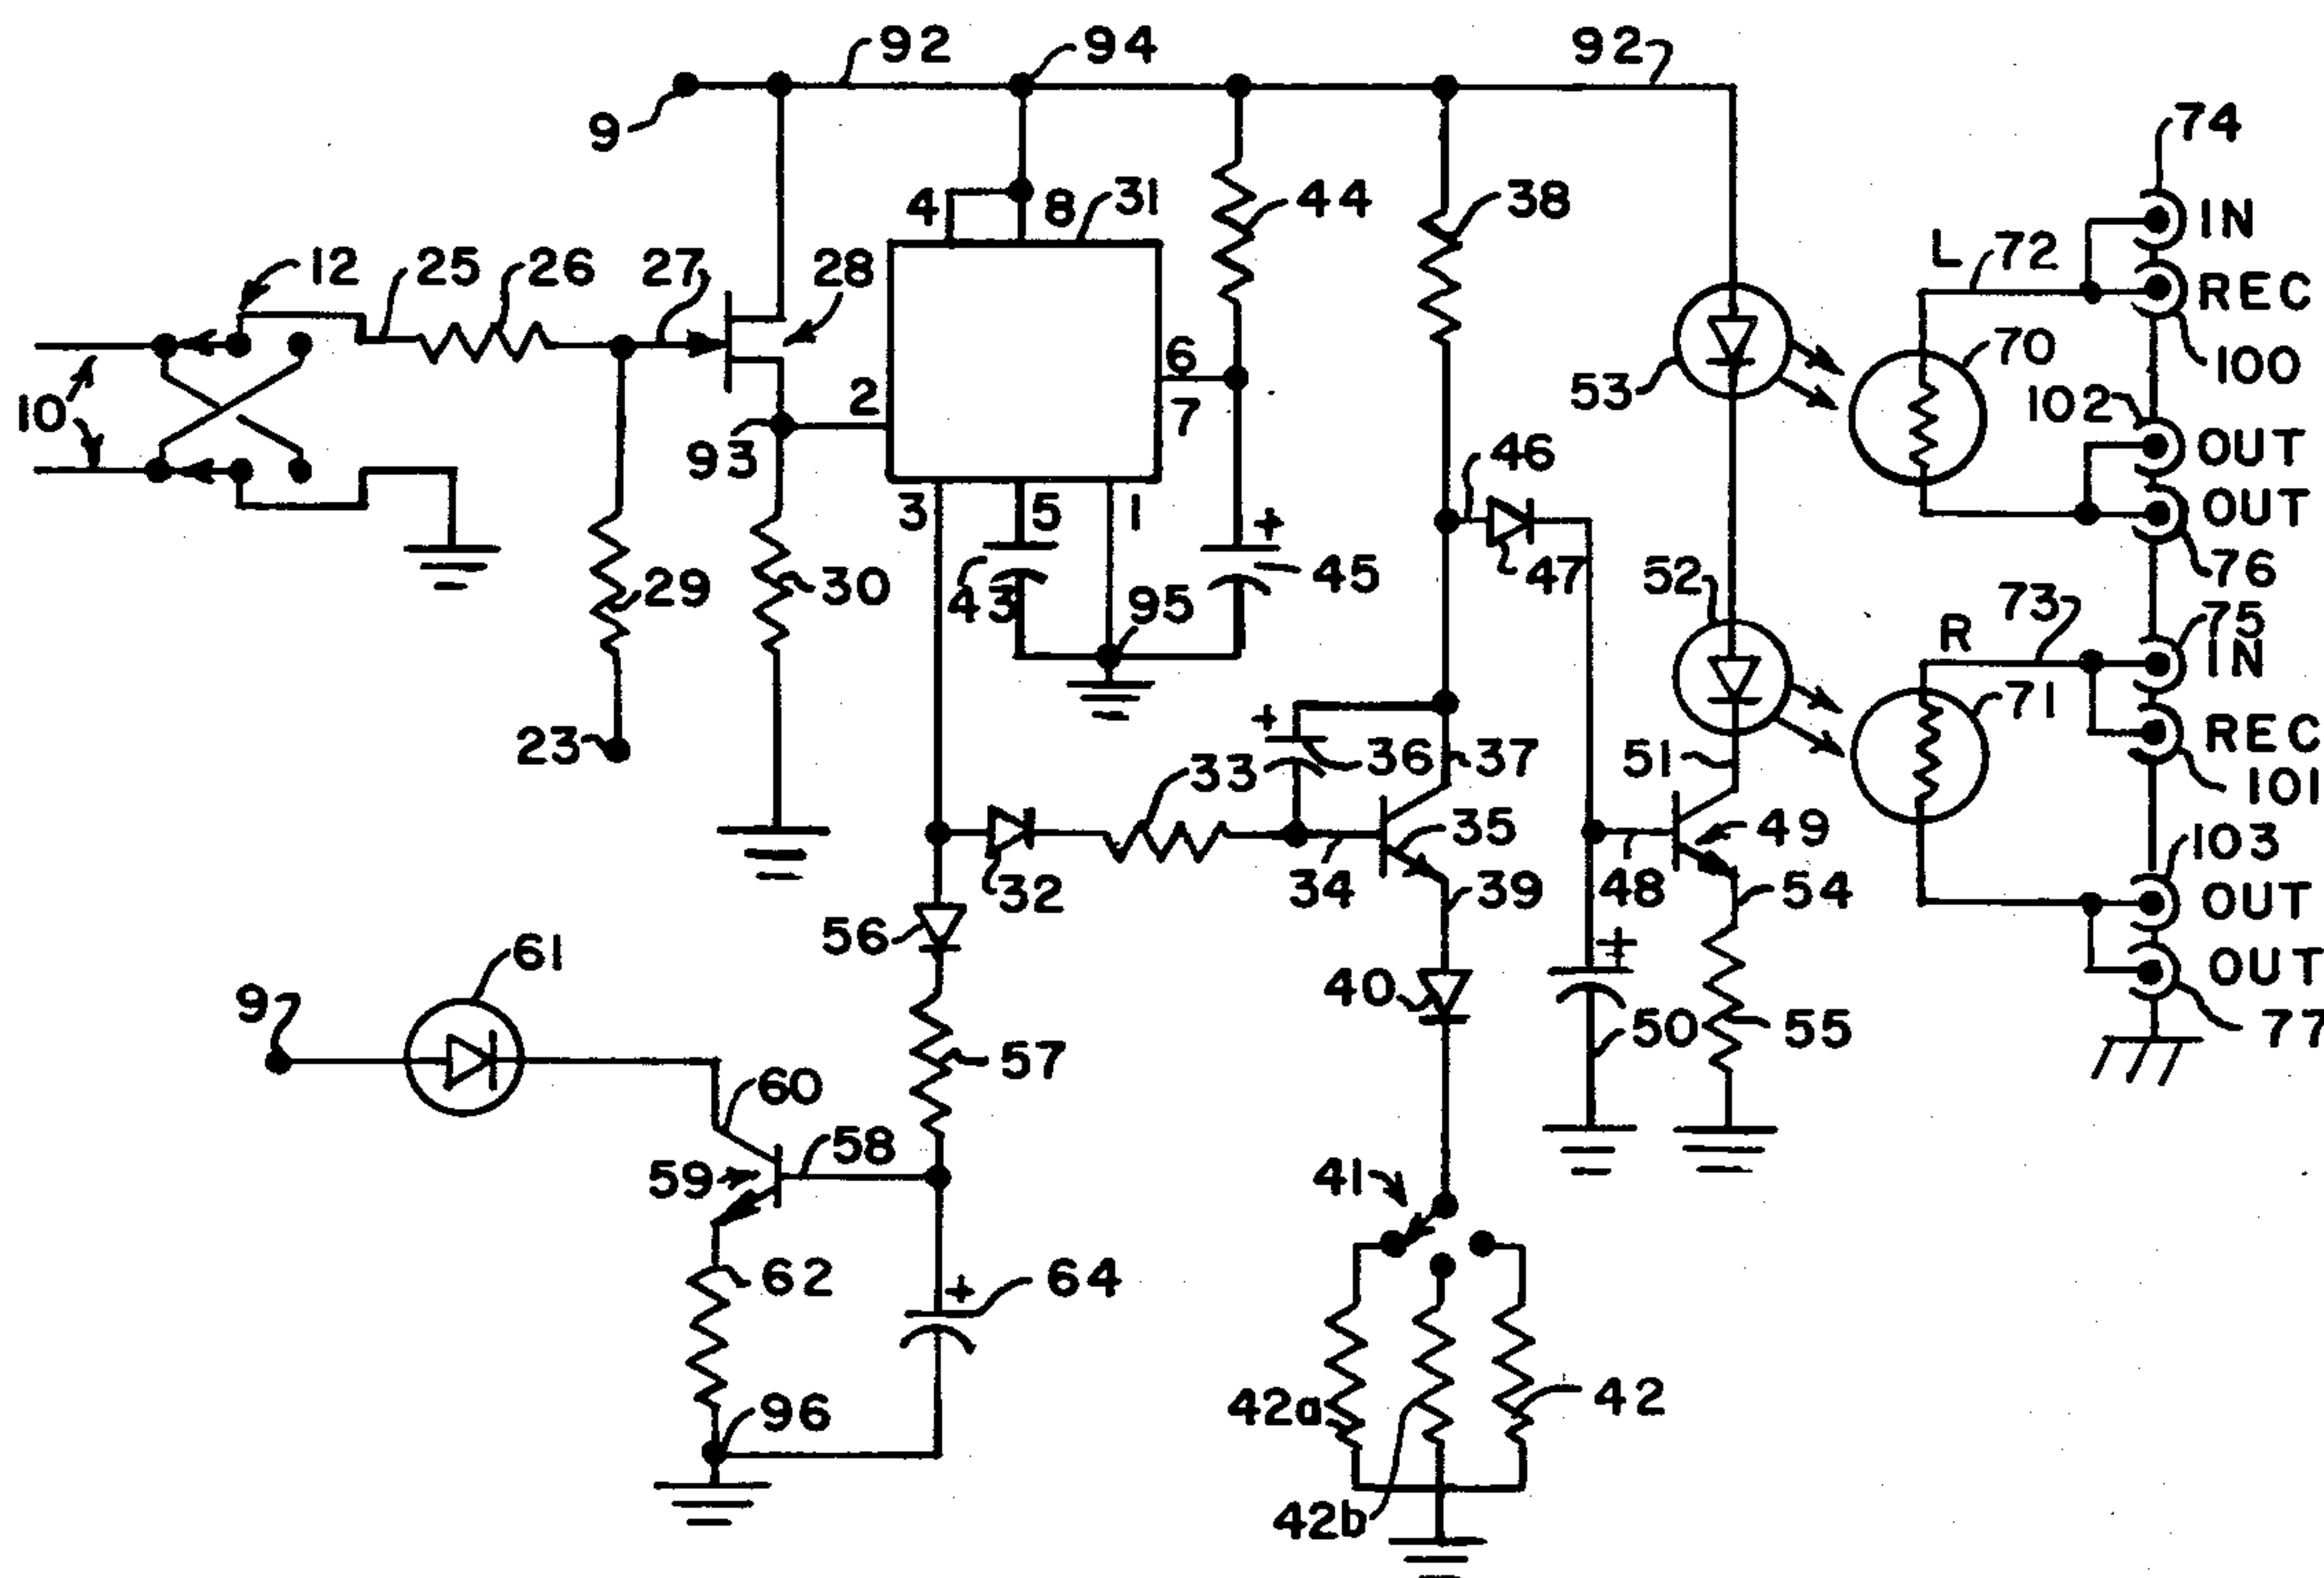 92 94 92
9
74
4 8 31 44 38 IN
12 25 26 27 28 L 72 REC
6 53 70 100
10 2 7 102
93 46 OUT
3 5 1 + 47 OUT
29 30 43 95 45 52 76
73 75
R IN
23 + 36 37 51 71 REC
33 101
35 49 103
32 34 39 48 54 OUT
56 + OUT
61 40
9 57 50 55 77
60
58
59 41
62 + 64
42a 42
96
42b